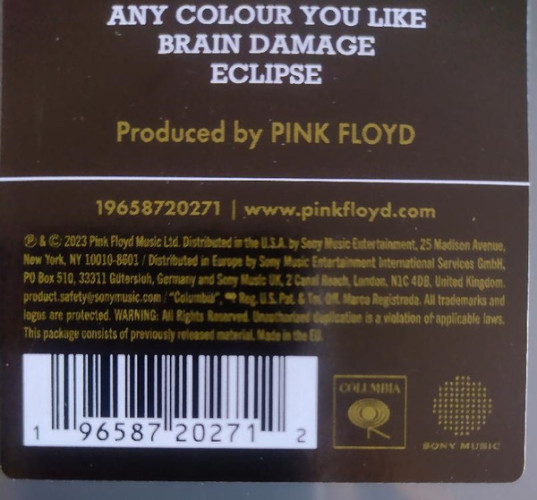 ANY COLOUR YOU LIKE
BRAIN DAMAGE
ECLIPSE
Produced by PINK FLOYD
19658720271 | www.pinkfloyd.com
℗ & © 2023 Pink Floyd Music Ltd. Distributed in the U.S.A. by Sony Music Entertainment, 25 Madison Avenue,
New York, NY 10010-8601 / Distributed in Europe by Sony Music Entertainment International Services GmbH,
PO Box 510, 33311 Gütersloh, Germany and Sony Music UK, 2 Canal Reach, London, N1C 4DB, United Kingdom.
product.safety@sonymusic.com / "Columbia", Reg. U.S. Pat. & Tm. Off. Marca Registrada. All trademarks and
logos are protected. WARNING: All Rights Reserved. Unauthorized duplication is a violation of applicable laws.
This package consists of previously released material. Made in the EU.
1 96587 20271 2
COLUMBIA
SONY MUSIC